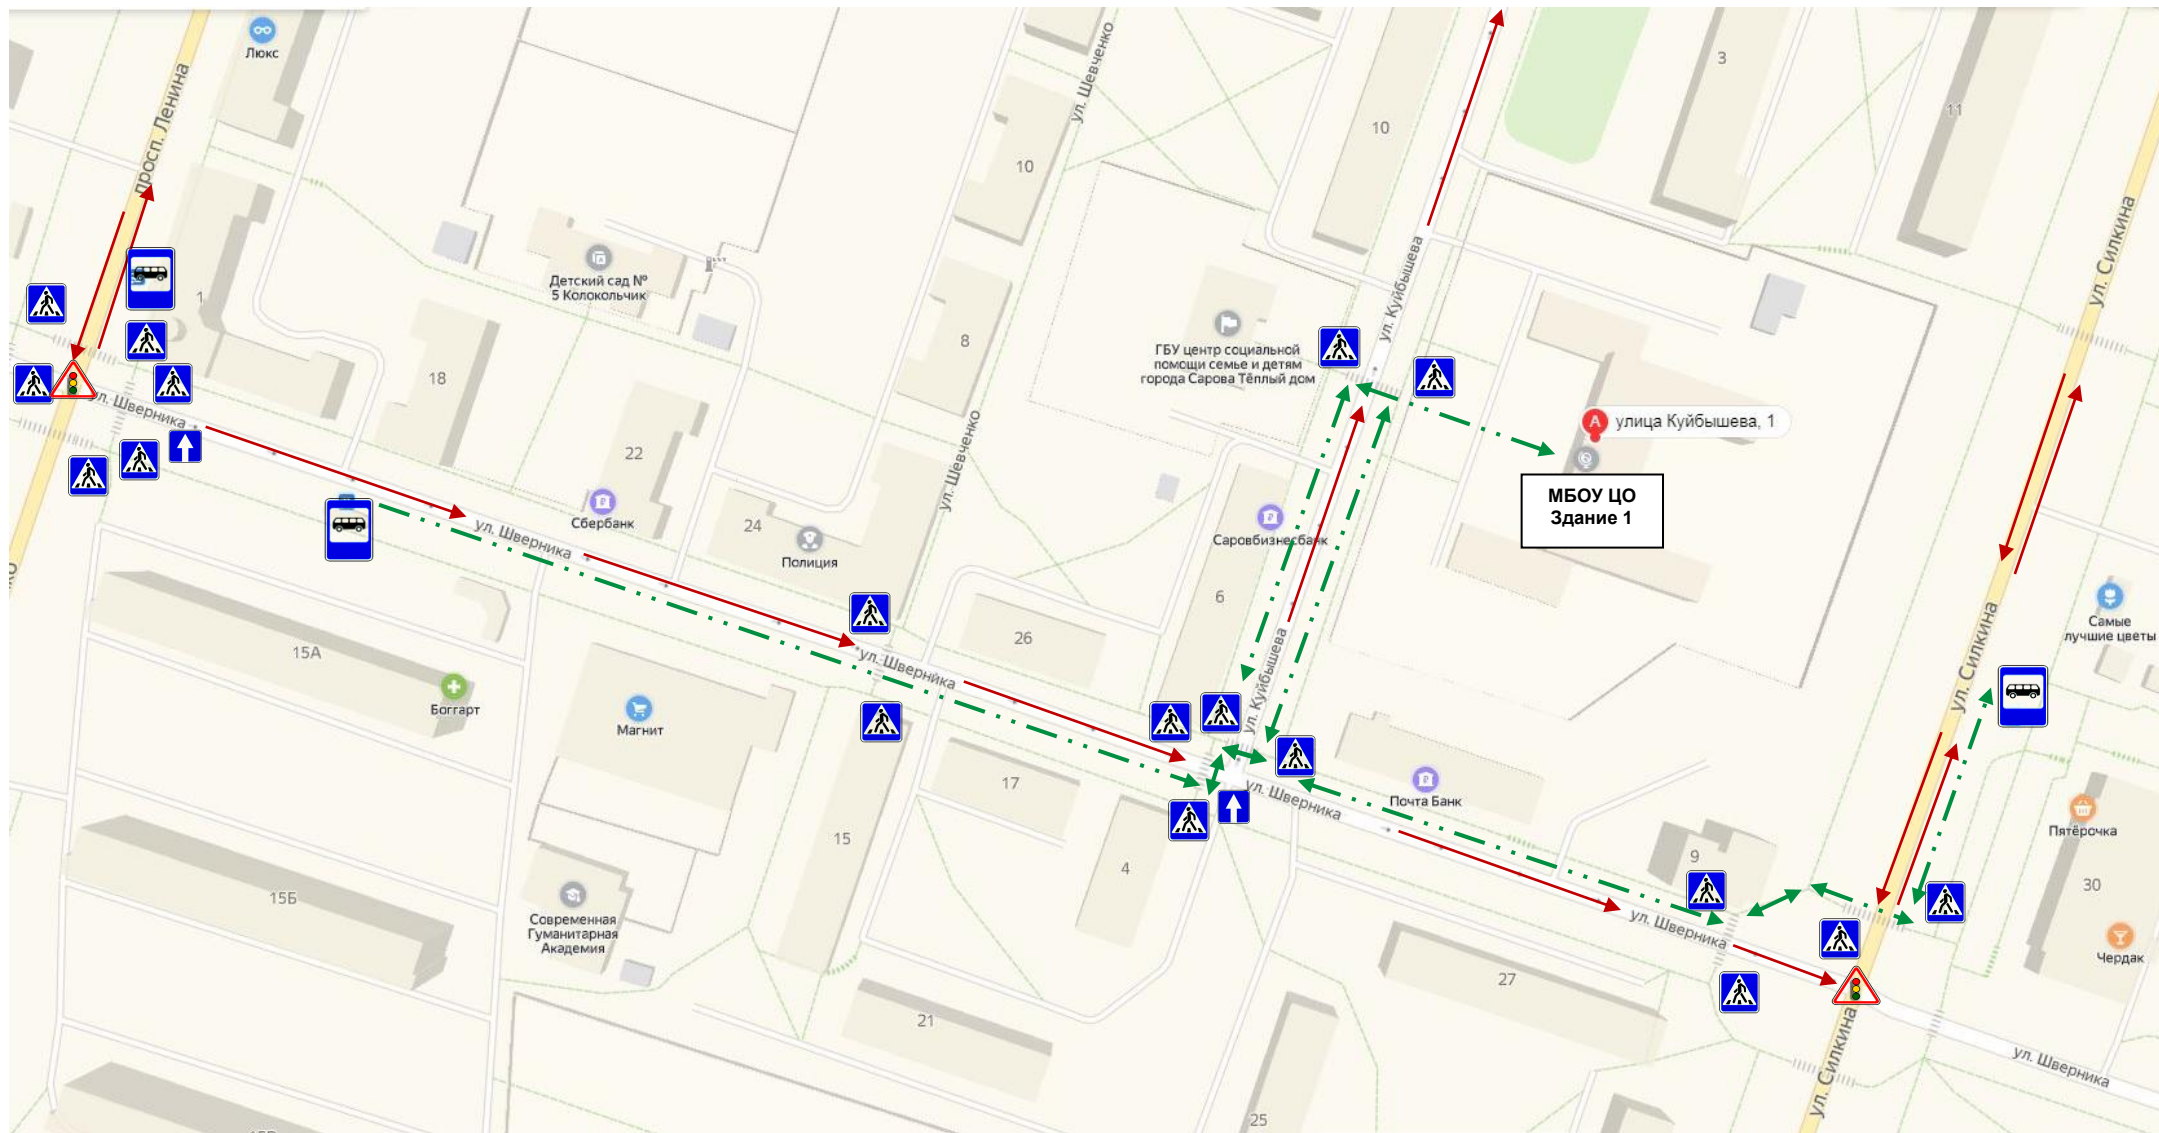 Люкс
просп. Ленина
ул. Шевченко
10
10
3
11
ул. Силкина
1
Детский сад №
5 Колокольчик
8
18
22
ул. Куйбышева
ГБУ центр социальной
помощи семье и детям
города Сарова Тёплый дом
А
улица Куйбышева, 1
МБОУ ЦО
Здание 1
ул. Шверника
ул. Шверника
Сбербанк
24
Полиция
ул. Шевченко
Саровбизнесбанк
6
26
ул. Шверника
ул. Куйбышева
ул. Силкина
Самые
лучшие цветы
15А
Боггарт
Магнит
17
15
4
ул. Шверника
Почта Банк
9
Пятёрочка
30
Чердак
15Б
Современная
Гуманитарная
Академия
21
27
25
ул. Шверника
ул. Силкина
ул. Шверника